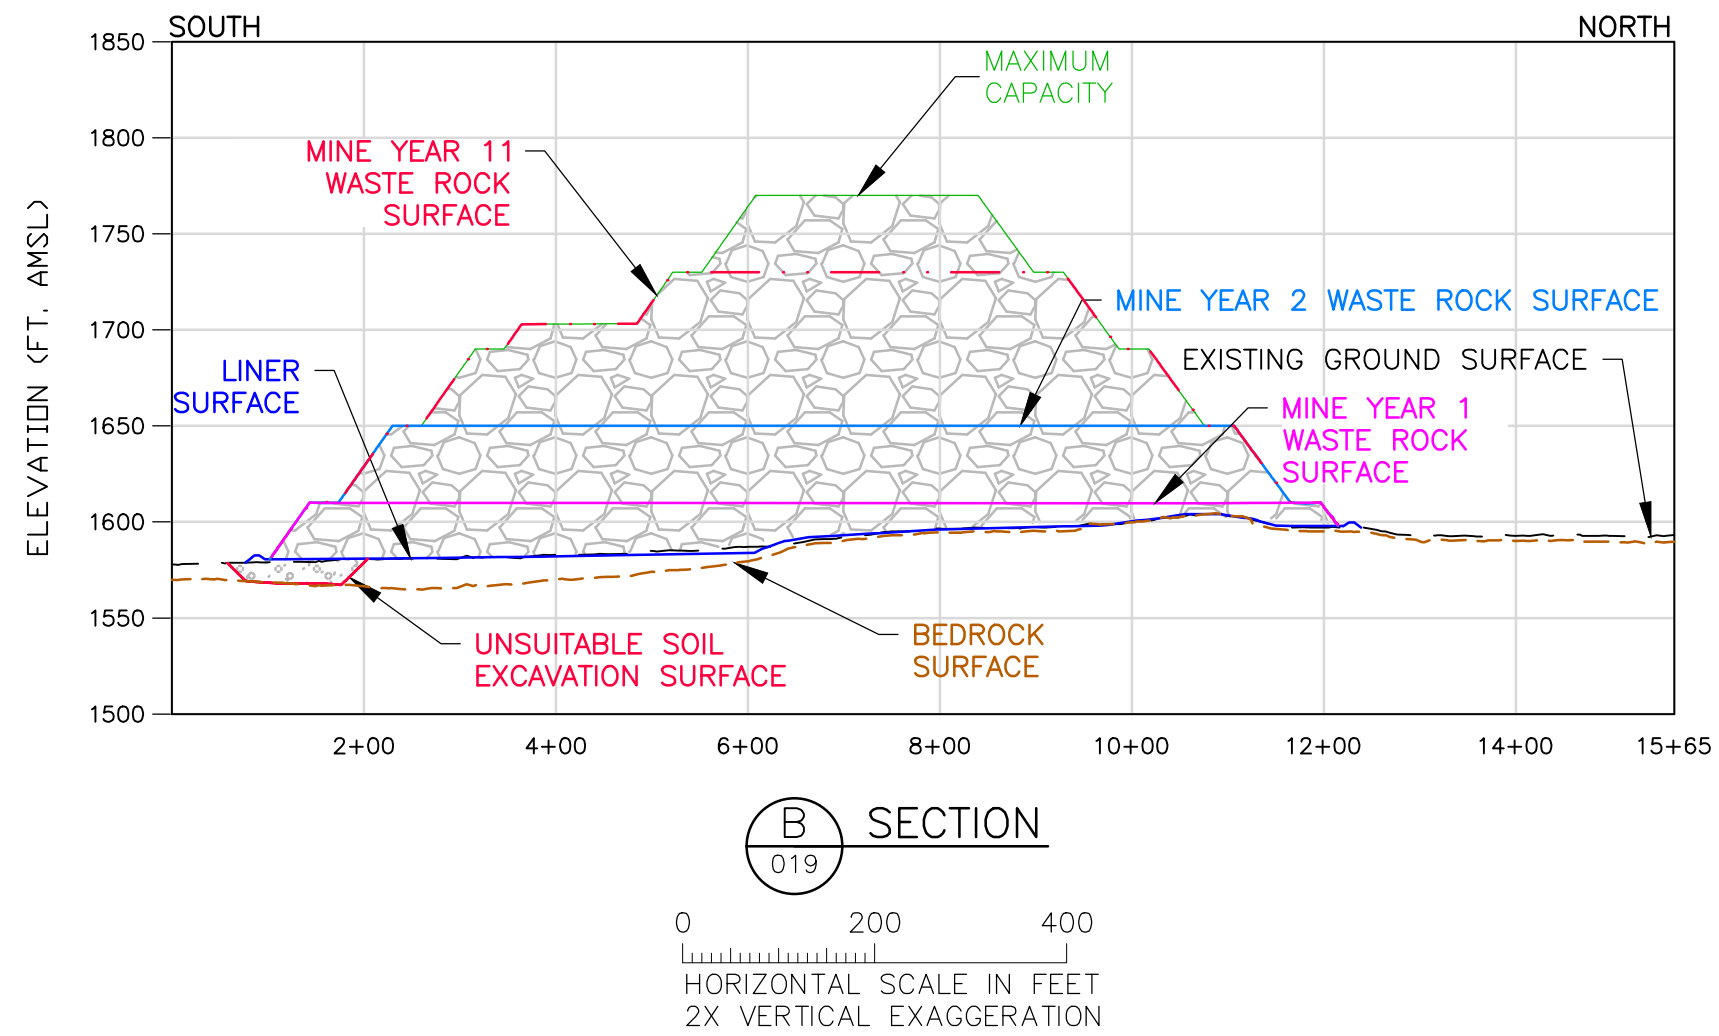 SOUTH
NORTH
1850
1800
1750
1700
1650
1600
1550
1500
ELEVATION (FT. AMSL)
MAXIMUM
CAPACITY
MINE YEAR 11
WASTE ROCK
SURFACE
MINE YEAR 2 WASTE ROCK SURFACE
EXISTING GROUND SURFACE
LINER
SURFACE
MINE YEAR 1
WASTE ROCK
SURFACE
UNSUITABLE SOIL
EXCAVATION SURFACE
BEDROCK
SURFACE
2+00
4+00
6+00
8+00
10+00
12+00
14+00
15+65
B
019
SECTION
0
200
400
HORIZONTAL SCALE IN FEET
2X VERTICAL EXAGGERATION